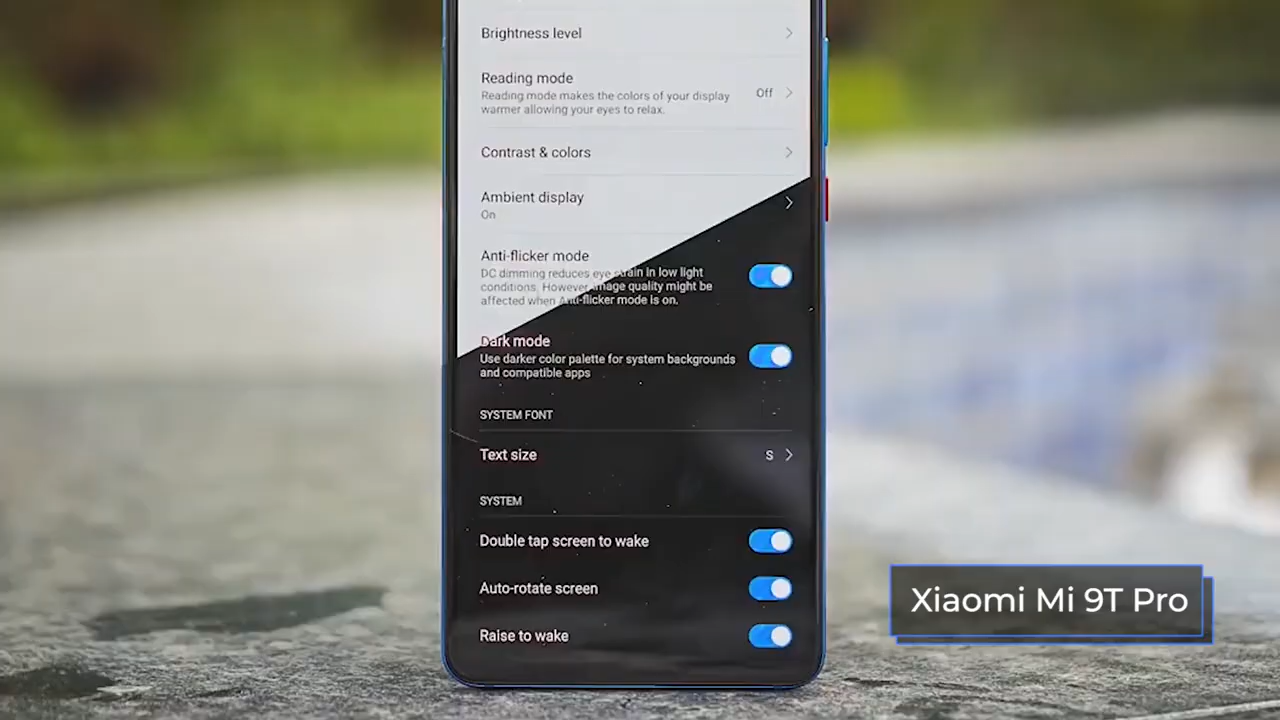 Brightness level
Reading mode
Reading mode makes the colors of your display
warmer allowing your eyes to relax.
Off
Contrast & colors
Ambient display
On
Anti-flicker mode
DC dimming reduces eye strain in low light
conditions. However image quality might be
affected when Anti-flicker mode is on.
Dark mode
Use darker color palette for system backgrounds
and compatible apps
SYSTEM FONT
Text size
S
SYSTEM
Double tap screen to wake
Auto-rotate screen
Raise to wake
Xiaomi Mi 9T Pro